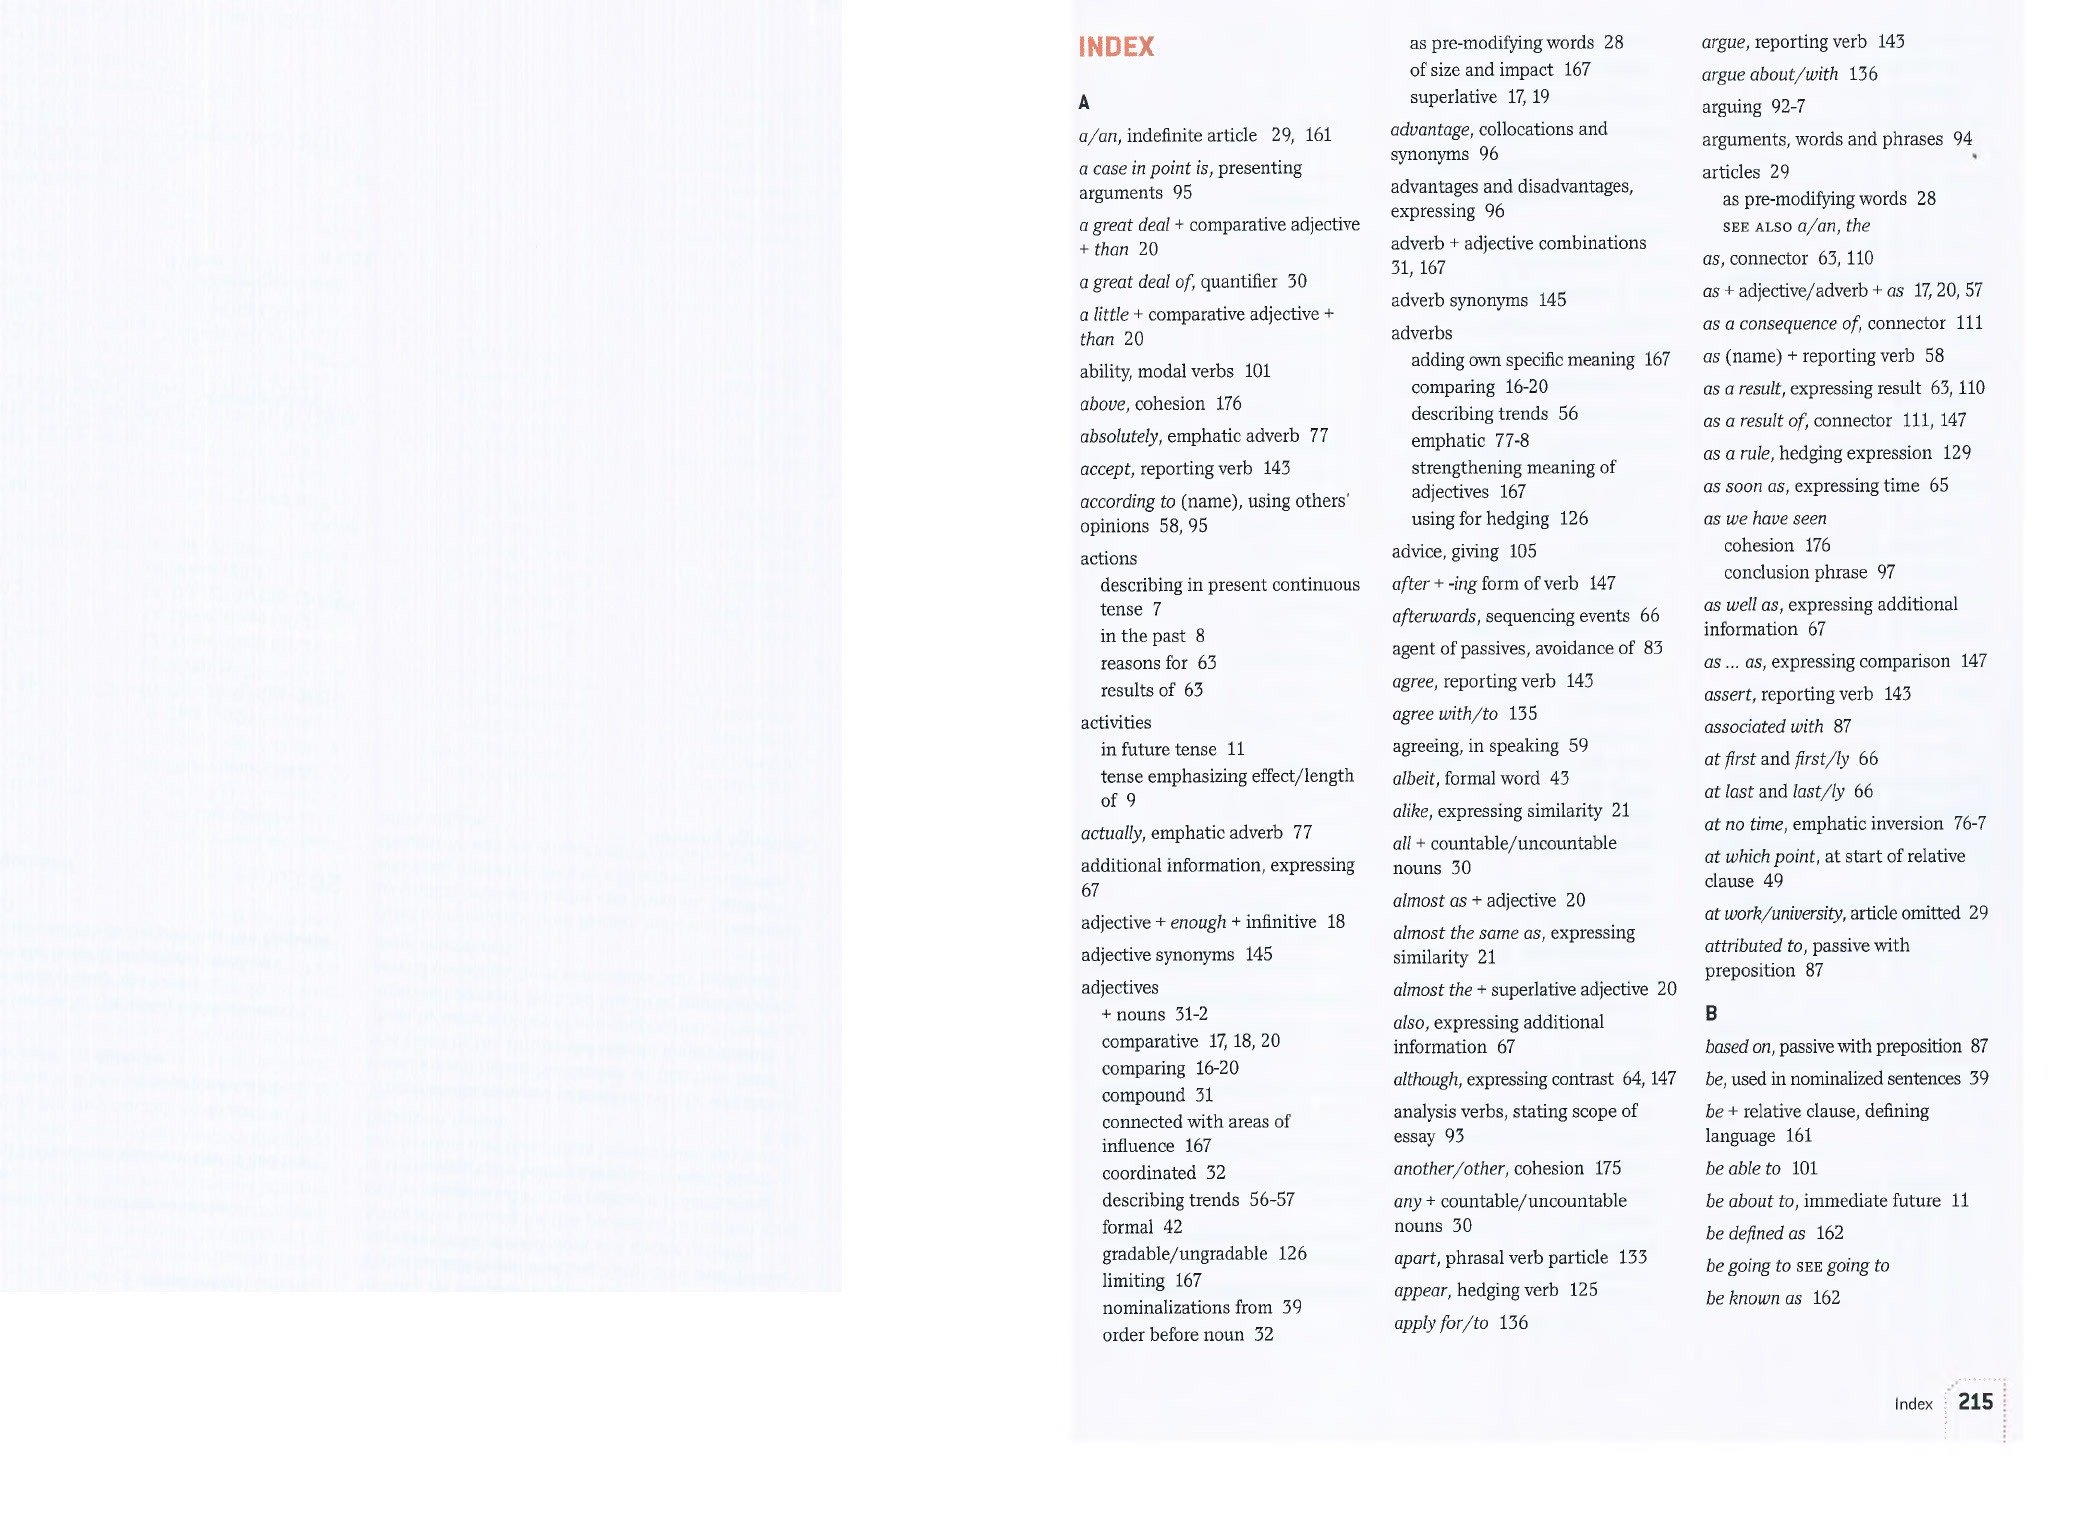 INDEX
A
a/an, indefinite article 29, 161
a case in point is, presenting
arguments 95
a great deal + comparative adjective
+ than 20
a great deal of, quantifier 30
a little + comparative adjective +
than 20
ability, modal verbs 101
above, cohesion 176
absolutely, emphatic adverb 77
accept, reporting verb 143
according to (name), using others'
opinions 58, 95
actions
describing in present continuous
tense 7
in the past 8
reasons for 63
results of 63
activities
in future tense 11
tense emphasizing effect/length
of 9
actually, emphatic adverb 77
additional information, expressing
67
adjective + enough + infinitive 18
adjective synonyms 145
adjectives
+ nouns 31-2
comparative 17, 18, 20
comparing 16-20
compound 31
connected with areas of
influence 167
coordinated 32
describing trends 56-57
formal 42
gradable/ungradable 126
limiting 167
nominalizations from 39
order before noun 32
as pre-modifying words 28
of size and impact 167
superlative 17, 19
advantage, collocations and
synonyms 96
advantages and disadvantages,
expressing 96
adverb + adjective combinations
31, 167
adverb synonyms 145
adverbs
adding own specific meaning 167
comparing 16-20
describing trends 56
emphatic 77-8
strengthening meaning of
adjectives 167
using for hedging 126
advice, giving 105
after + -ing form of verb 147
afterwards, sequencing events 66
agent of passives, avoidance of 83
agree, reporting verb 143
agree with/to 135
agreeing, in speaking 59
albeit, formal word 43
alike, expressing similarity 21
all + countable/uncountable
nouns 30
almost as + adjective 20
almost the same as, expressing
similarity 21
almost the + superlative adjective 20
also, expressing additional
information 67
although, expressing contrast 64, 147
analysis verbs, stating scope of
essay 93
another/other, cohesion 175
any + countable/uncountable
nouns 30
apart, phrasal verb particle 133
appear, hedging verb 125
apply for/to 136
argue, reporting verb 143
argue about/with 136
arguing 92-7
arguments, words and phrases 94
articles 29
as pre-modifying words 28
SEE ALSO a/an, the
as, connector 63, 110
as + adjective/adverb + as 17, 20, 57
as a consequence of, connector 111
as (name) + reporting verb 58
as a result, expressing result 63, 110
as a result of, connector 111, 147
as a rule, hedging expression 129
as soon as, expressing time 65
as we have seen
cohesion 176
conclusion phrase 97
as well as, expressing additional
information 67
as ... as, expressing comparison 147
assert, reporting verb 143
associated with 87
at first and first/ly 66
at last and last/ly 66
at no time, emphatic inversion 76-7
at which point, at start of relative
clause 49
at work/university, article omitted 29
attributed to, passive with
preposition 87
B
based on, passive with preposition 87
be, used in nominalized sentences 39
be + relative clause, defining
language 161
be able to 101
be about to, immediate future 11
be defined as 162
be going to SEE going to
be known as 162
Index 215